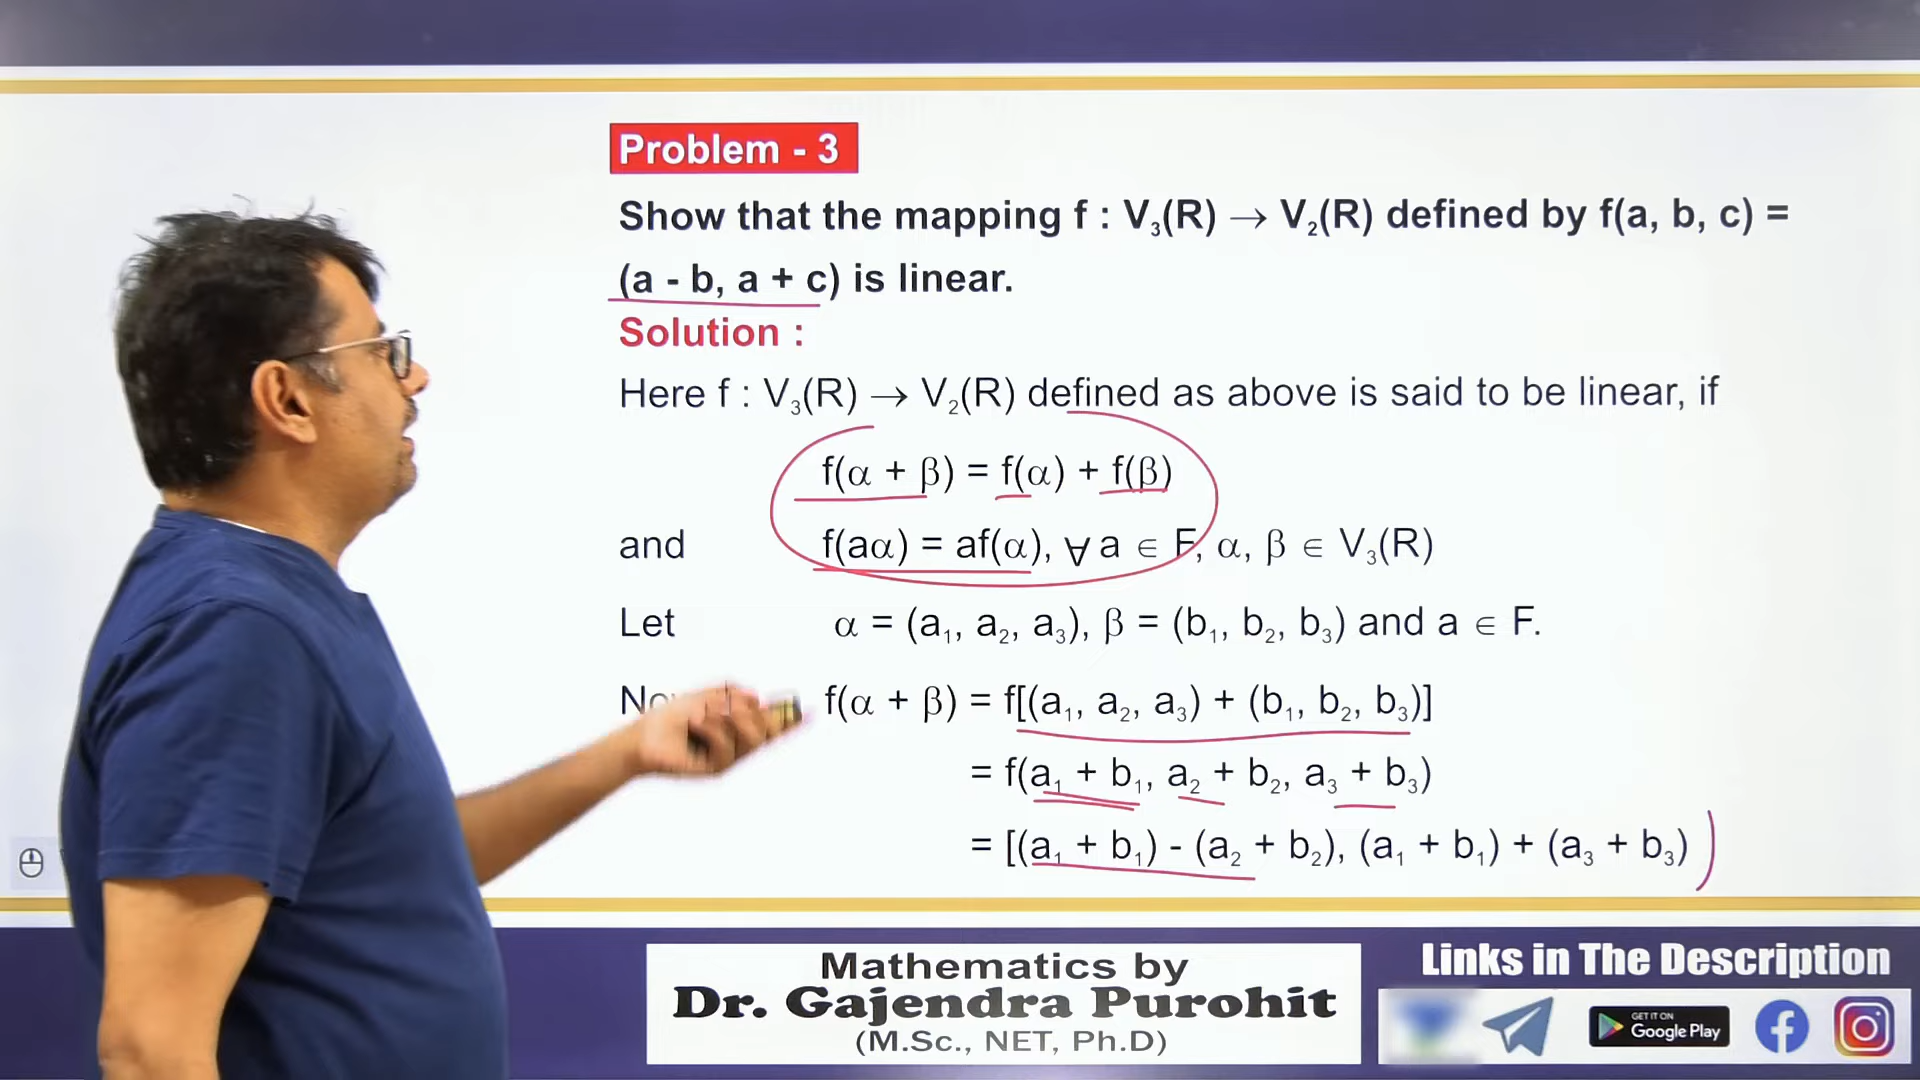 Problem - 3
Show that the mapping f : V₃(R) → V₂(R) defined by f(a, b, c) =
(a - b, a + c) is linear.
Solution :
Here f : V₃(R) → V₂(R) defined as above is said to be linear, if
f(α + β) = f(α) + f(β)
and f(aα) = af(α), ∀ a ∈ F, α, β ∈ V₃(R)
Let α = (a₁, a₂, a₃), β = (b₁, b₂, b₃) and a ∈ F.
f(α + β) = f[(a₁, a₂, a₃) + (b₁, b₂, b₃)]
= f(a₁ + b₁, a₂ + b₂, a₃ + b₃)
= [(a₁ + b₁) - (a₂ + b₂), (a₁ + b₁) + (a₃ + b₃) )
Mathematics by
Dr. Gajendra Purohit
(M.Sc., NET, Ph.D)
Links in The Description
GET IT ON
Google Play